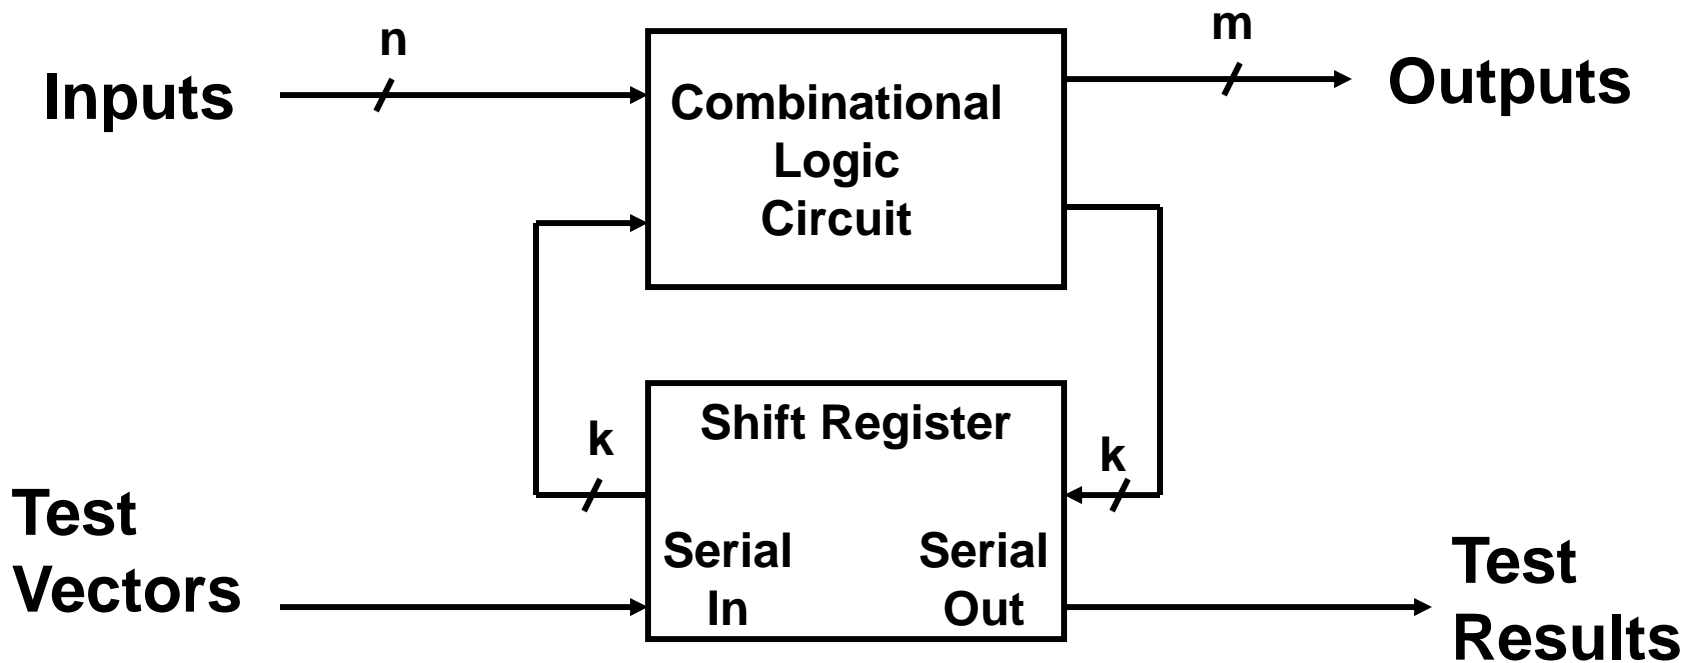 n
m
Inputs
Outputs
Combinational
Logic
Circuit
Shift Register
k
k
Test
Vectors
Serial
In
Serial
Out
Test
Results